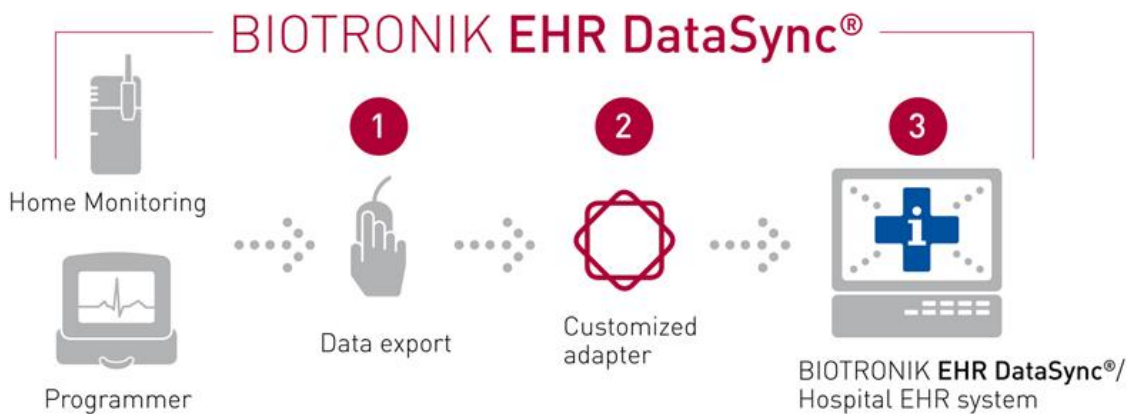 BIOTRONIK EHR DataSync®
1
2
3
Home Monitoring
Programmer
Data export
Customized
adapter
i
BIOTRONIK EHR DataSync®/
Hospital EHR system